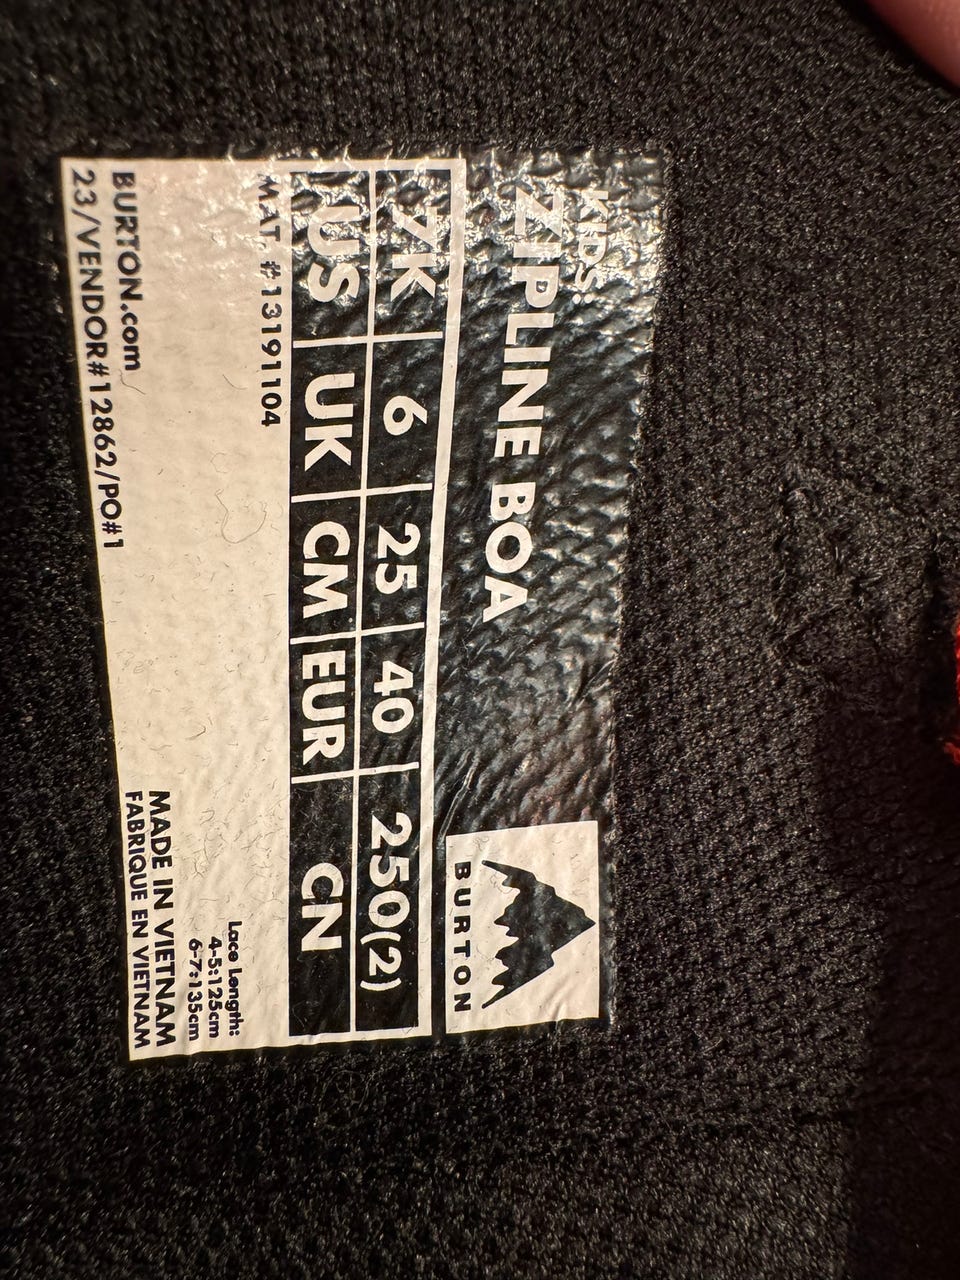 KIDS:
ZIPLINE BOA
BURTON
7K 6 25 40 250(2)
US UK CM EUR CN
MAT. #13191104
Lace Length:
4-5:125cm
6-7:135cm
BURTON.com
23/VENDOR#12862/PO#1
MADE IN VIETNAM
FABRIQUE EN VIETNAM